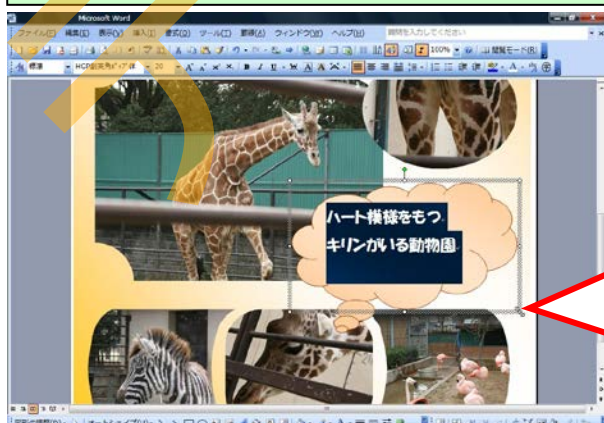 Microsoft Word
ファイル(F) 編集(E) 表示(V) 挿入(I) 書式(O) ツール(T) 罫線(A) ウィンドウ(W) ヘルプ(H)
質問を入力してください
100% 閲覧モード(R)
標準 20
ハート模様をもつ
キリンがいる動物園